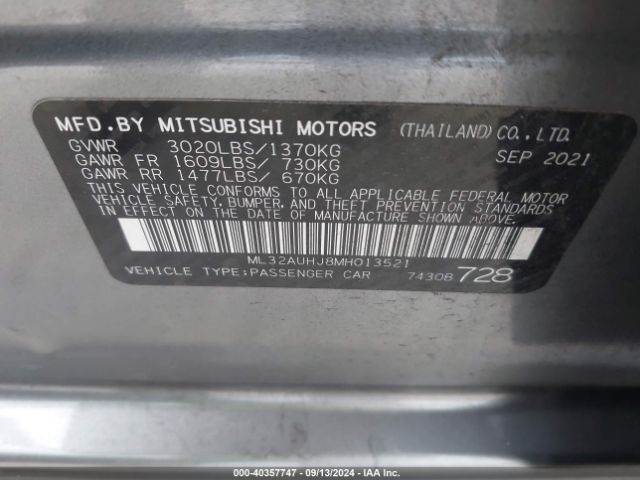 MFD.BY MITSUBISHI MOTORS (THAILAND) CO.,LTD.
GVWR 3020LBS/1370KG SEP 2021
GAWR FR 1609LBS/ 730KG
GAWR RR 1477LBS/ 670KG
THIS VEHICLE CONFORMS TO ALL APPLICABLE FEDERAL MOTOR
VEHICLE SAFETY, BUMPER, AND THEFT PREVENTION STANDARDS
IN EFFECT ON THE DATE OF MANUFACTURE SHOWN ABOVE.
ML32AUHJ8MH013521
VEHICLE TYPE:PASSENGER CAR 7430B 728
000-40357747 - 09/13/2024 - IAA Inc.